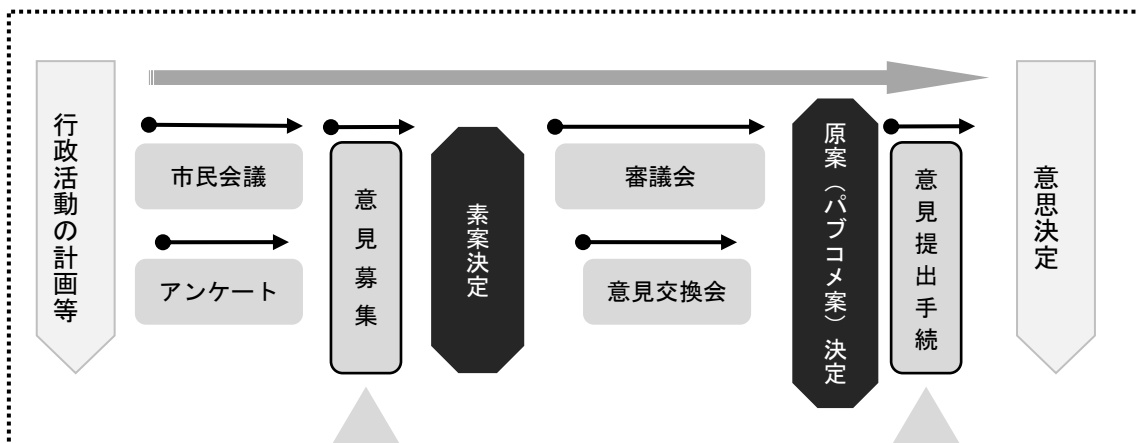 行政活動の計画等
市民会議
アンケート
意見募集
素案決定
審議会
意見交換会
原案（パブコメ案）決定
意見提出手続
意思決定